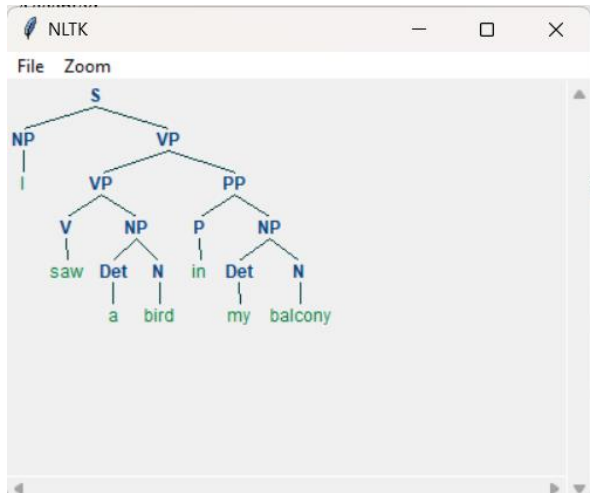 NLTK
File Zoom
S
NP VP
I VP PP
V NP P NP
saw Det N in Det N
a bird my balcony